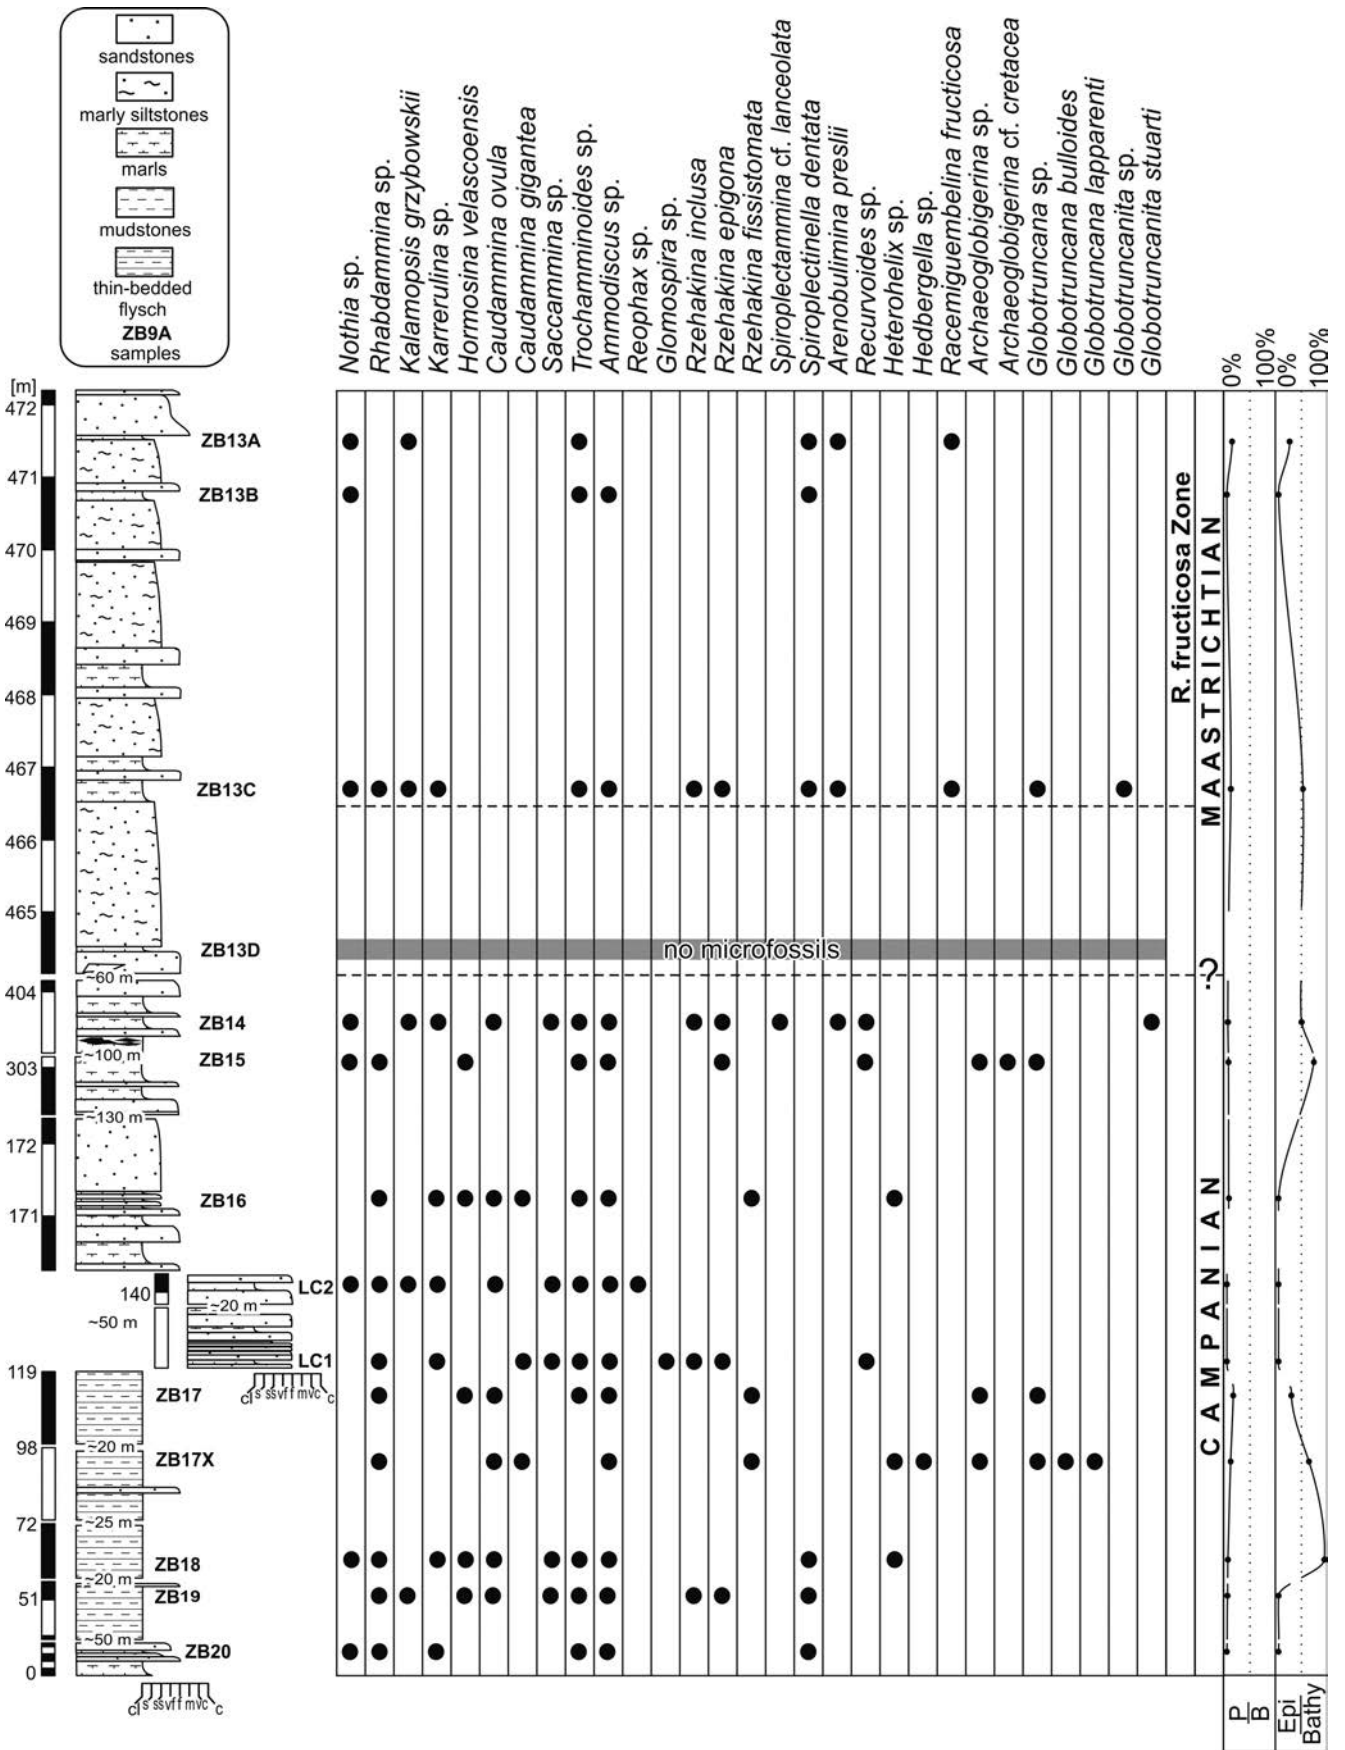 sandstones
marly siltstones
marls
mudstones
thin-bedded
flysch
ZB9A
samples
Nothia sp.
Rhabdammina sp.
Kalamopsis grzybowskii
Karrerulina sp.
Hormosina velascoensis
Caudammina ovula
Caudammina gigantea
Saccammina sp.
Trochamminoides sp.
Ammodiscus sp.
Reophax sp.
Glomospira sp.
Rzehakina inclusa
Rzehakina epigona
Rzehakina fissistomata
Spiroplectammina cf. lanceolata
Spiroplectinella dentata
Arenobulimina preslii
Recurvoides sp.
Heterohelix sp.
Hedbergella sp.
Racemiguembelina fructicosa
Archaeoglobigerina sp.
Archaeoglobigerina cf. cretacea
Globotruncana sp.
Globotruncana bulloides
Globotruncana lapparenti
Globotruncanita sp.
Globotruncanita stuarti
0%
100%
0%
100%
[m]
472
ZB13A
471
ZB13B
470
469
468
467
ZB13C
466
465
ZB13D
no microfossils
~60 m
404
ZB14
~100 m
ZB15
303
~130 m
172
ZB16
171
LC2
140
~20 m
~50 m
LC1
119
cl s ssvf f mvc c
ZB17
~20 m
98
ZB17X
~25 m
72
ZB18
~20 m
51
ZB19
~50 m
ZB20
0
cl s ssvf f mvc c
R. fructicosa Zone
MAASTRICHTIAN
?
CAMPANIAN
P
B
Epi
Bathy